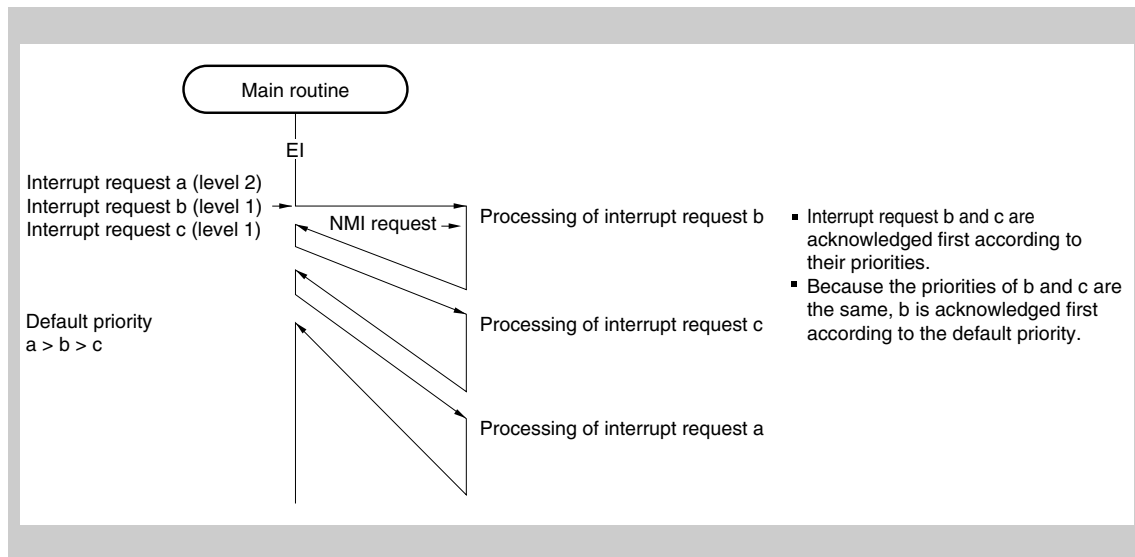 Main routine
EI
Interrupt request a (level 2)
Interrupt request b (level 1)
Interrupt request c (level 1)
NMI request
Processing of interrupt request b
▪ Interrupt request b and c are
acknowledged first according to
their priorities.
▪ Because the priorities of b and c are
the same, b is acknowledged first
according to the default priority.
Default priority
a > b > c
Processing of interrupt request c
Processing of interrupt request a